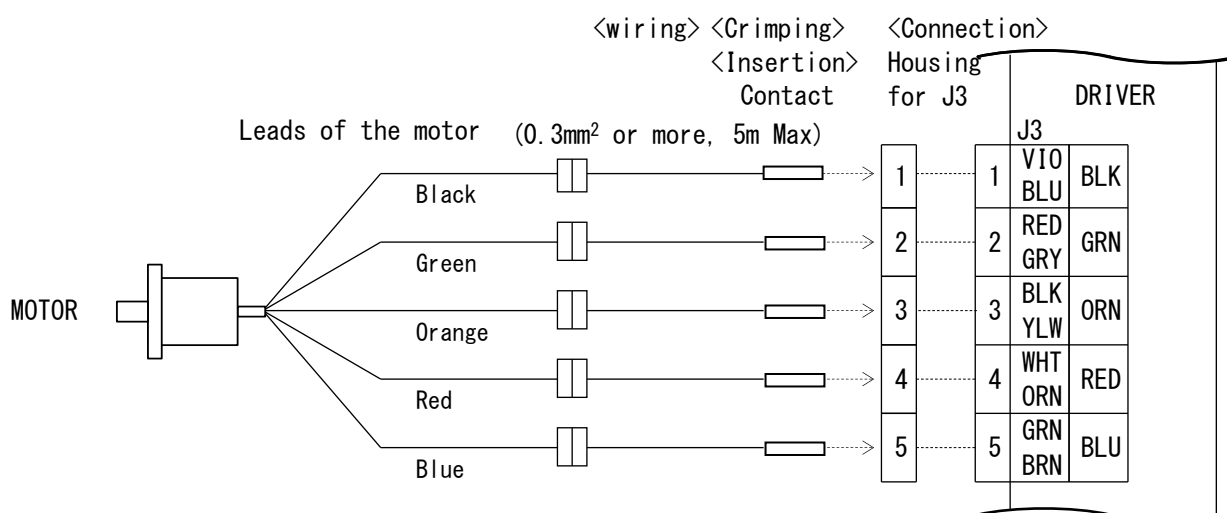 <wiring> <Crimping> <Connection>
<Insertion> Housing
Contact for J3 DRIVER
Leads of the motor (0.3mm² or more, 5m Max) J3
Black 1 1 VIO BLU BLK
Green 2 2 RED GRY GRN
MOTOR Orange 3 3 BLK YLW ORN
Red 4 4 WHT ORN RED
Blue 5 5 GRN BRN BLU